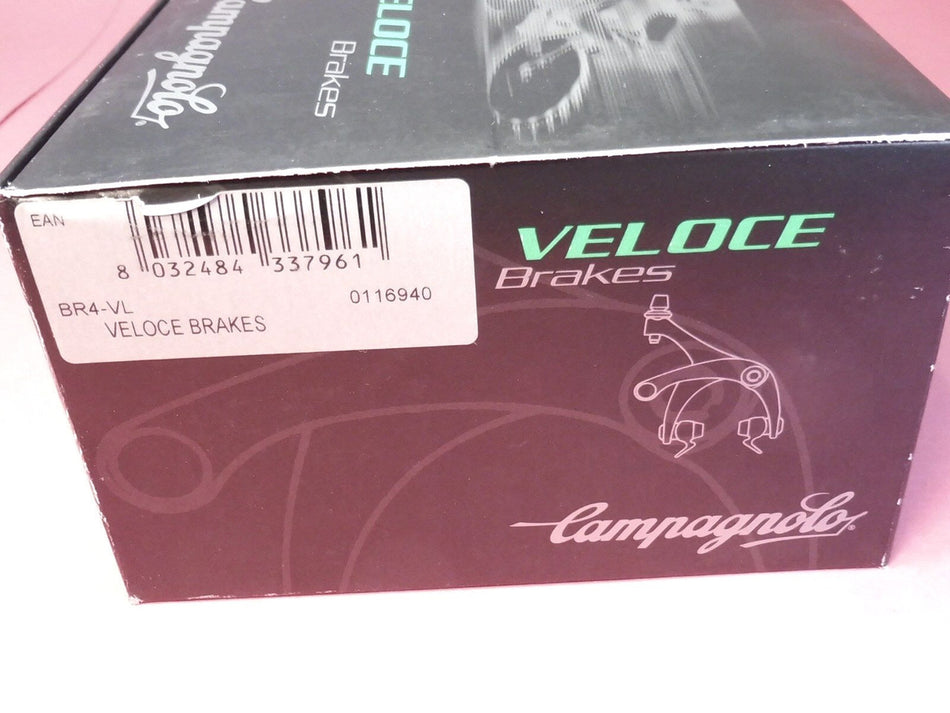 Campagnolo
VELOCE
Brakes
EAN
8 032484 337961
BR4-VL 0116940
VELOCE BRAKES
VELOCE
Brakes
Campagnolo